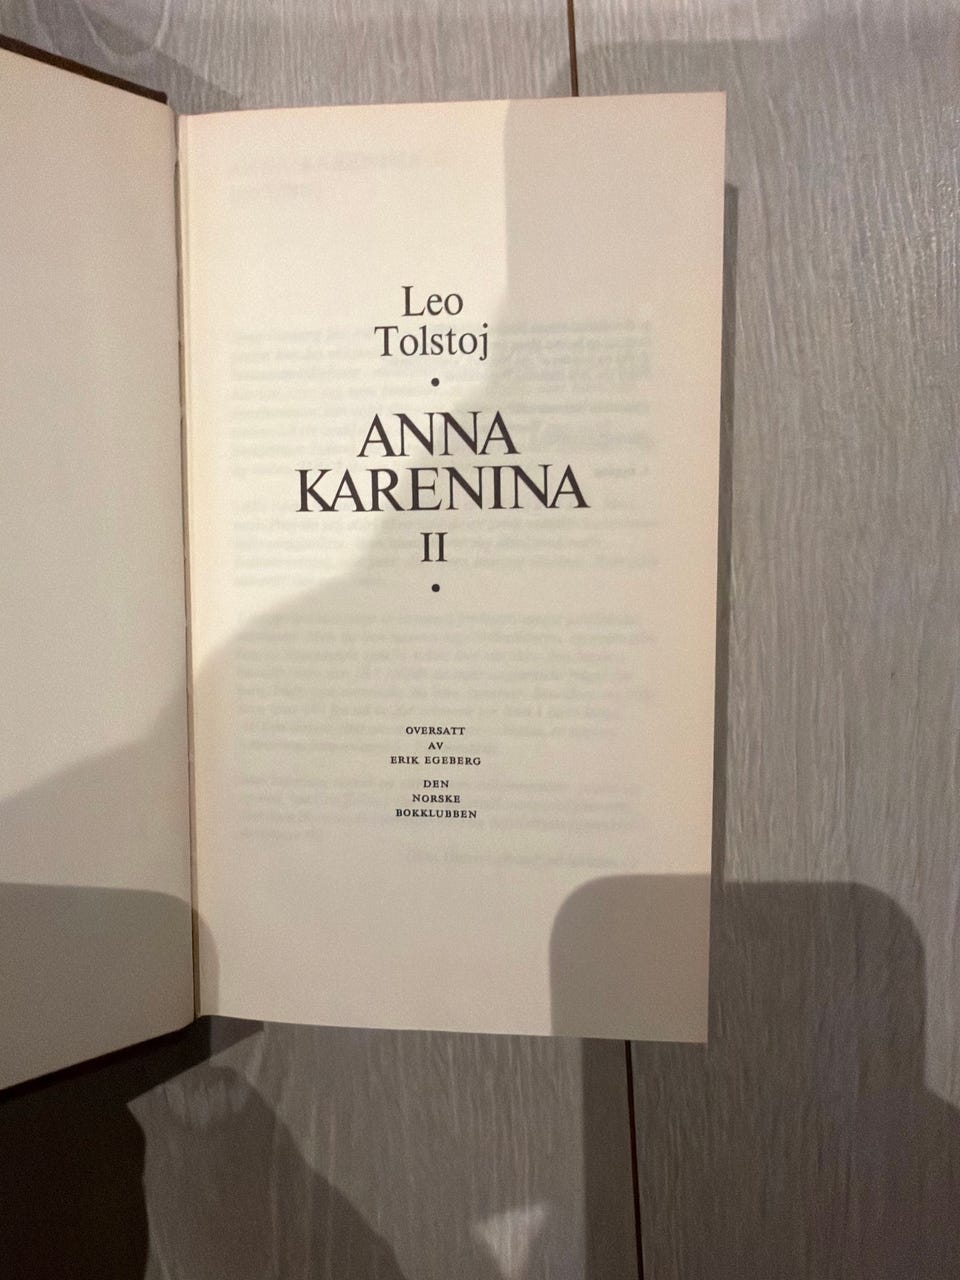 Leo
Tolstoj
•
ANNA
KARENINA
II
•
OVERSATT
AV
ERIK EGEBERG
DEN
NORSKE
BOKKLUBBEN